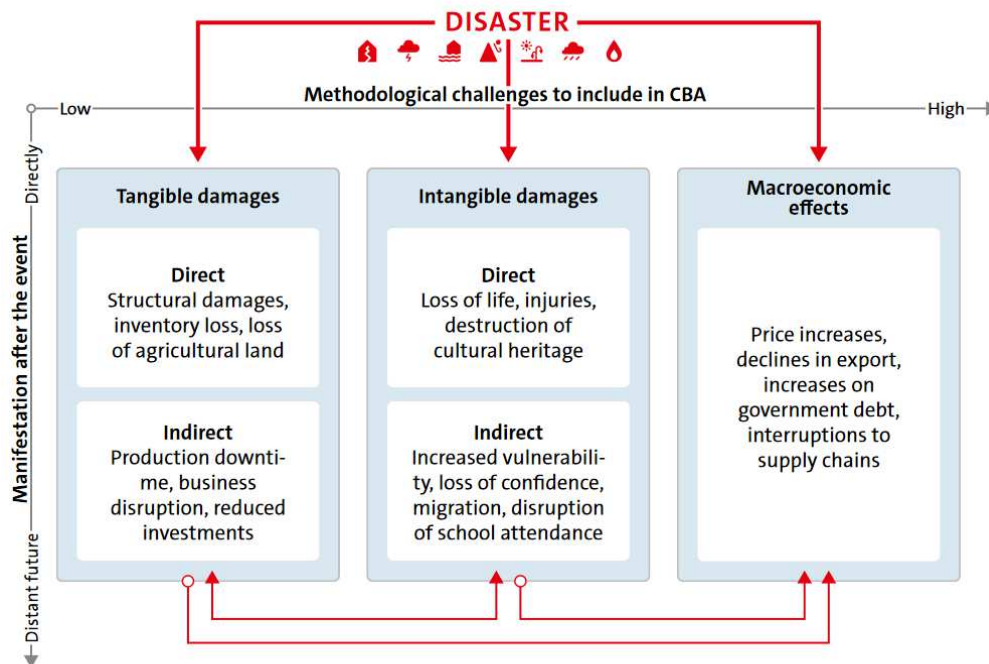 DISASTER
Methodological challenges to include in CBA
Low
High
Manifestation after the event
Directly
Distant future
Tangible damages
Direct
Structural damages,
inventory loss, loss
of agricultural land
Indirect
Production downti-
me, business
disruption, reduced
investments
Intangible damages
Direct
Loss of life, injuries,
destruction of
cultural heritage
Indirect
Increased vulnerabili-
ty, loss of confidence,
migration, disruption
of school attendance
Macroeconomic
effects
Price increases,
declines in export,
increases on
government debt,
interruptions to
supply chains